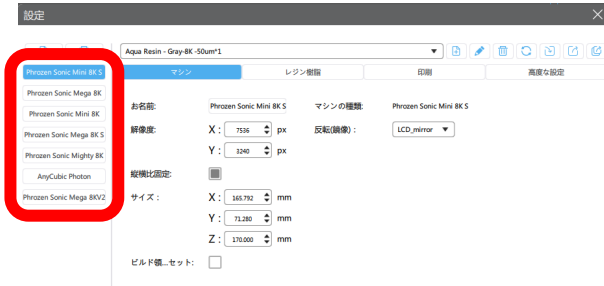 設定
Aqua Resin - Gray-8K -50um*1
マシン
レジン樹脂
印刷
高度な設定
Phrozen Sonic Mini 8K S
Phrozen Sonic Mega 8K
Phrozen Sonic Mini 8K
Phrozen Sonic Mega 8K S
Phrozen Sonic Mighty 8K
AnyCubic Photon
Phrozen Sonic Mega 8KV2
お名前: Phrozen Sonic Mini 8K S マシンの種類: Phrozen Sonic Mini 8K S
解像度: X : 7536 px 反転(鏡像) : LCD_mirror
Y : 3240 px
縦横比固定:
サイズ : X : 165.792 mm
Y : 71.280 mm
Z : 170.000 mm
ビルド領...セット: